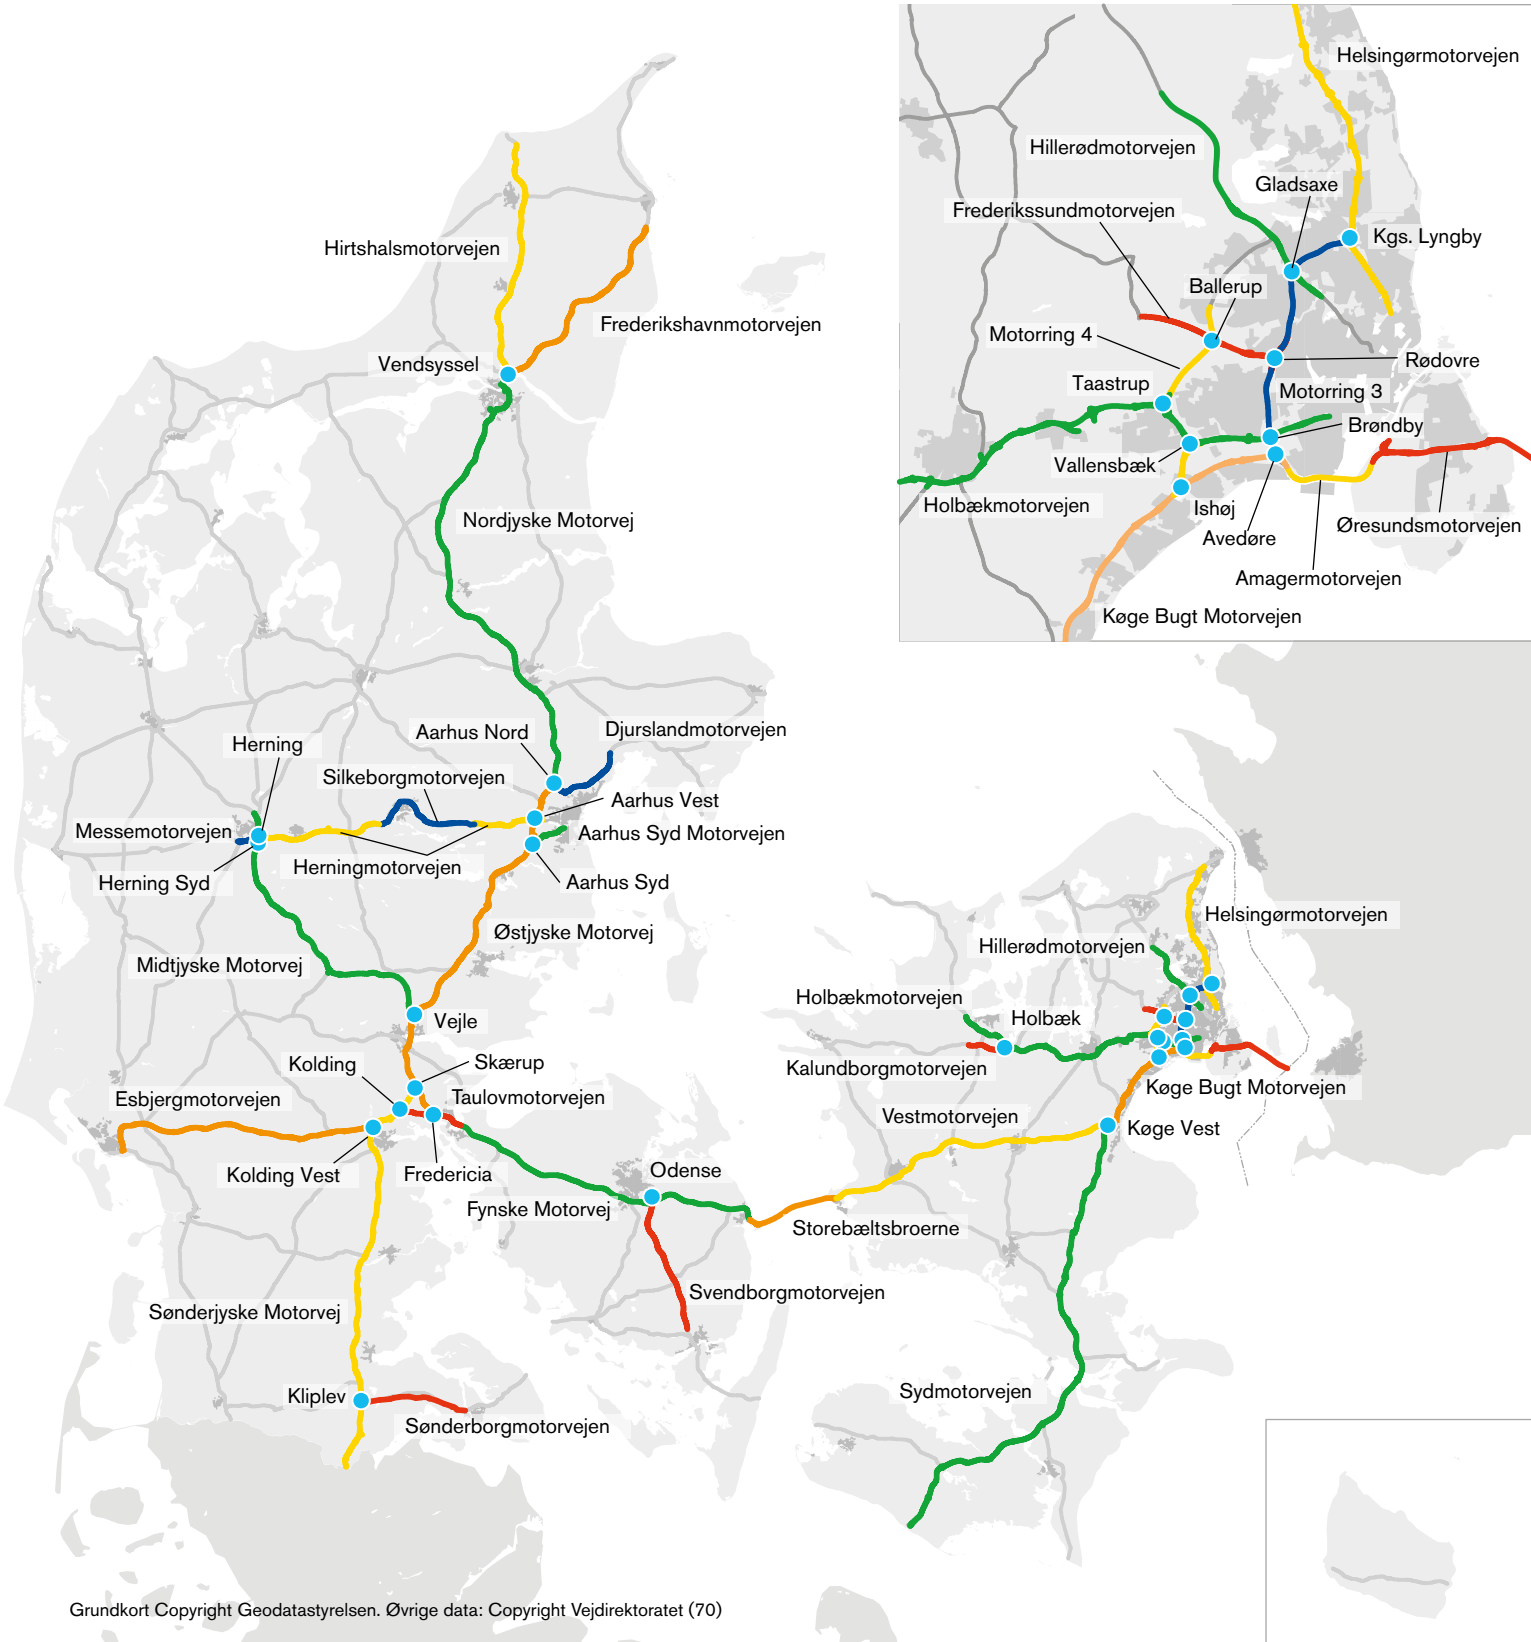 Helsingørmotorvejen
Hillerødmotorvejen
Gladsaxe
Frederikssundmotorvejen
Kgs. Lyngby
Ballerup
Motorring 4
Rødovre
Taastrup
Motorring 3
Brøndby
Vallensbæk
Holbækmotorvejen
Ishøj
Øresundsmotorvejen
Avedøre
Amagermotorvejen
Køge Bugt Motorvejen
Hirtshalsmotorvejen
Frederikshavnmotorvejen
Vendsyssel
Nordjyske Motorvej
Aarhus Nord
Djurslandmotorvejen
Herning
Silkeborgmotorvejen
Aarhus Vest
Messemotorvejen
Aarhus Syd Motorvejen
Herningmotorvejen
Herning Syd
Aarhus Syd
Østjyske Motorvej
Midtjyske Motorvej
Vejle
Kolding
Skærup
Esbjergmotorvejen
Taulovmotorvejen
Kolding Vest
Fredericia
Odense
Fynske Motorvej
Storebæltsbroerne
Svendborgmotorvejen
Sønderjyske Motorvej
Kliplev
Sønderborgmotorvejen
Helsingørmotorvejen
Hillerødmotorvejen
Holbækmotorvejen
Holbæk
Kalundborgmotorvejen
Køge Bugt Motorvejen
Vestmotorvejen
Køge Vest
Sydmotorvejen
Grundkort Copyright Geodatastyrelsen. Øvrige data: Copyright Vejdirektoratet (70)